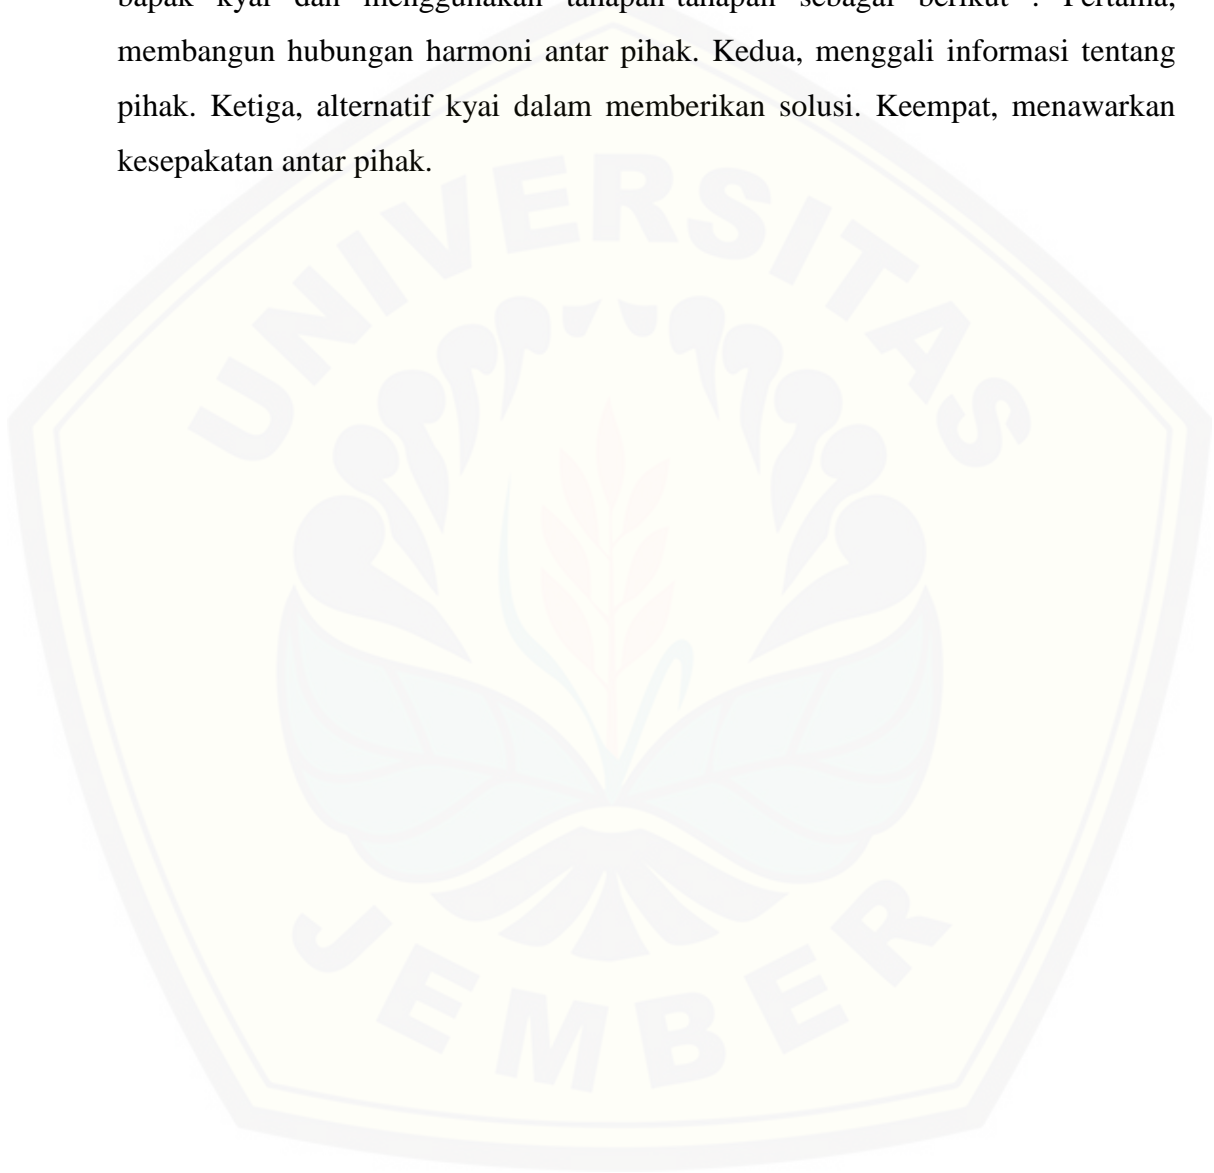 bapak kyai dan menggunakan tahapan-tahapan sebagai berikut : Pertama,
membangun hubungan harmoni antar pihak. Kedua, menggali informasi tentang
pihak. Ketiga, alternatif kyai dalam memberikan solusi. Keempat, menawarkan
kesepakatan antar pihak.
UNIVERSITAS
JEMBER